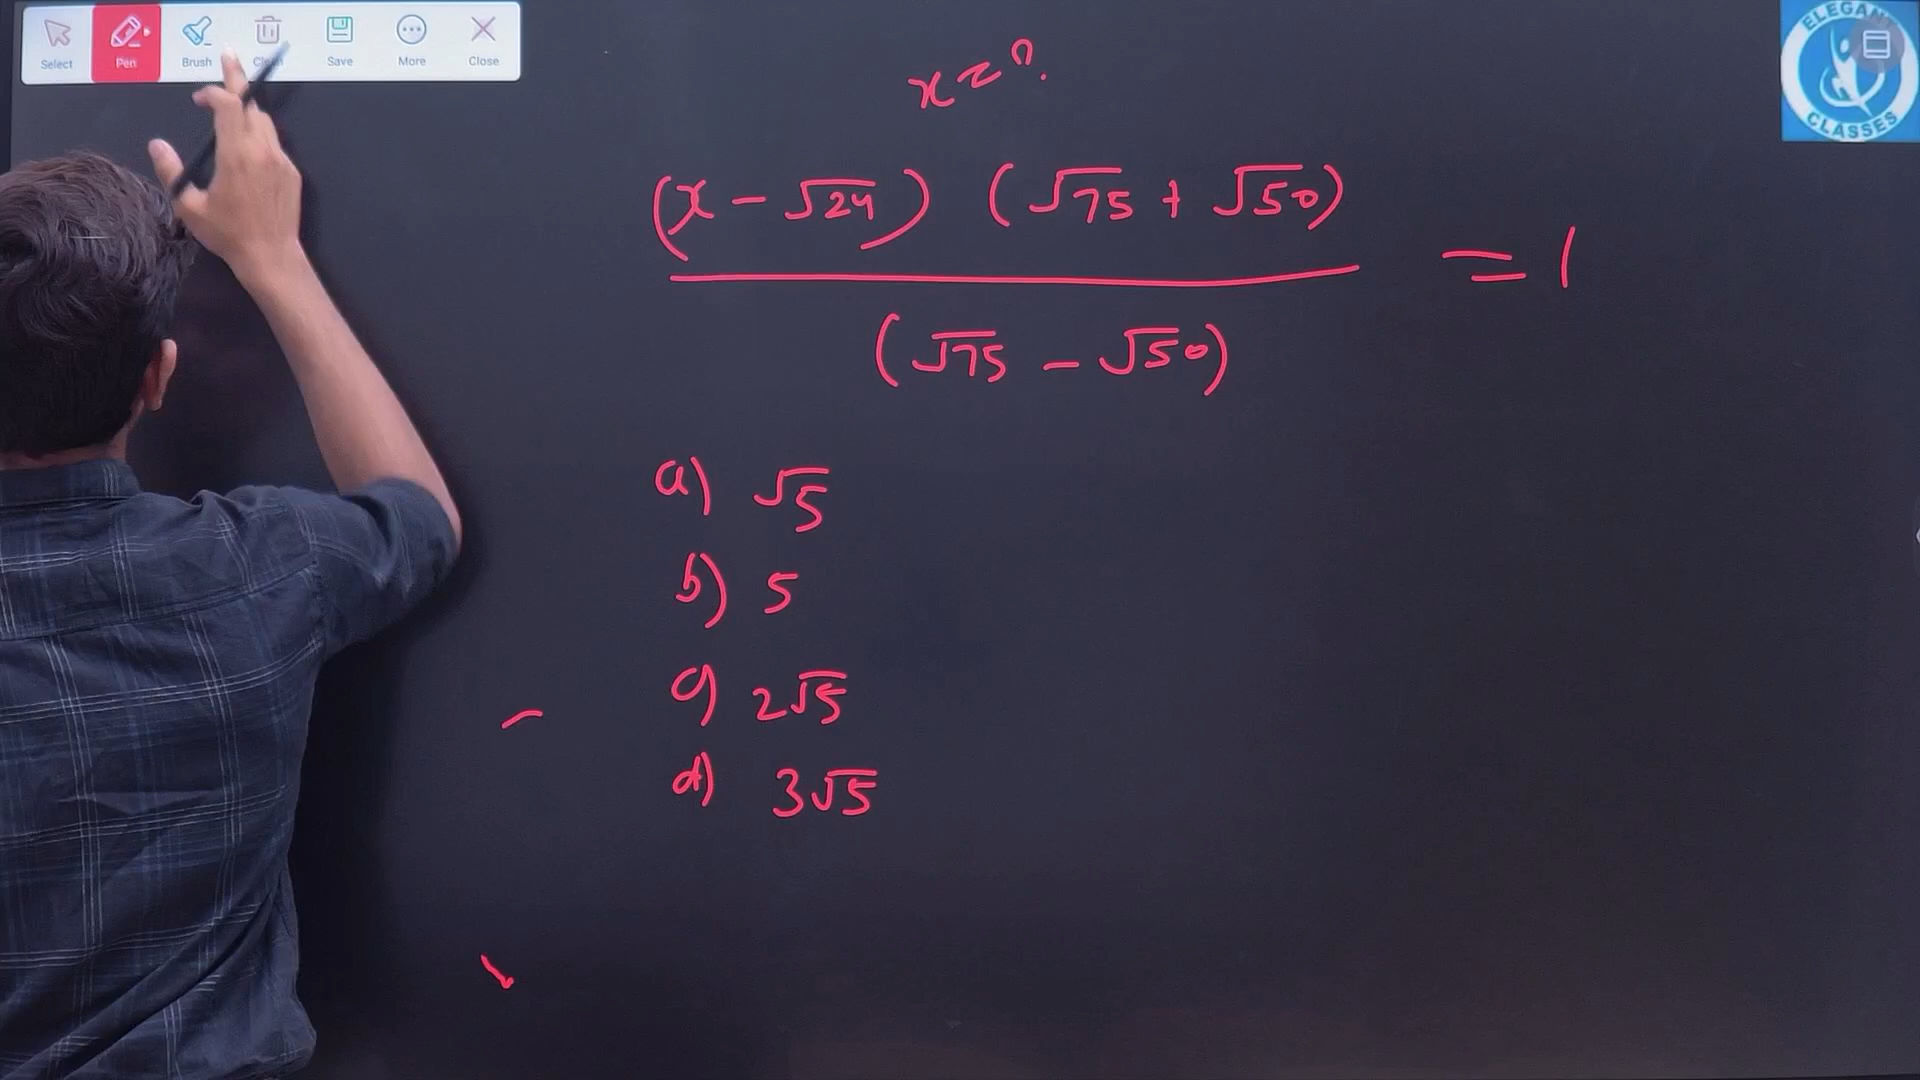 Select Pen Brush Clean Save More Close
ELEGANT CLASSES
x = ?
(x - √24) (√75 + √50)
= 1
(√75 - √50)
a) √5
b) 5
c) 2√5
d) 3√5